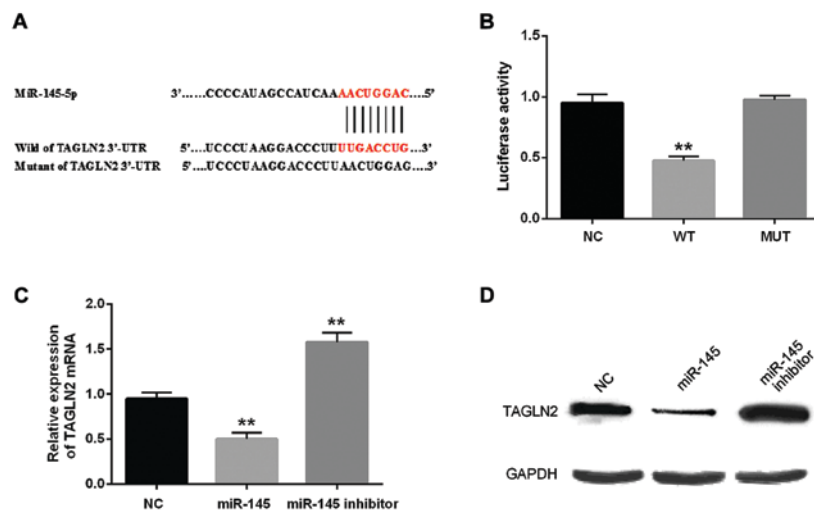 A
MiR-145-5p 3’......CCCCAUAGCCAUCAAAACUGGAC....5’
Wild of TAGLN2 3’-UTR 5’....UCCCUAAGGACCCUUUUGACCUG...3’
Mutant of TAGLN2 3’-UTR 5’....UCCCUAAGGACCCUUAACUGGAG....3’
B
Luciferase activity
1.5
1.0
0.5
0.0
**
NC WT MUT
C
Relative expression
of TAGLN2 mRNA
2.0
1.5
1.0
0.5
0.0
**
**
NC miR-145 miR-145 inhibitor
D
NC miR-145 miR-145
inhibitor
TAGLN2
GAPDH